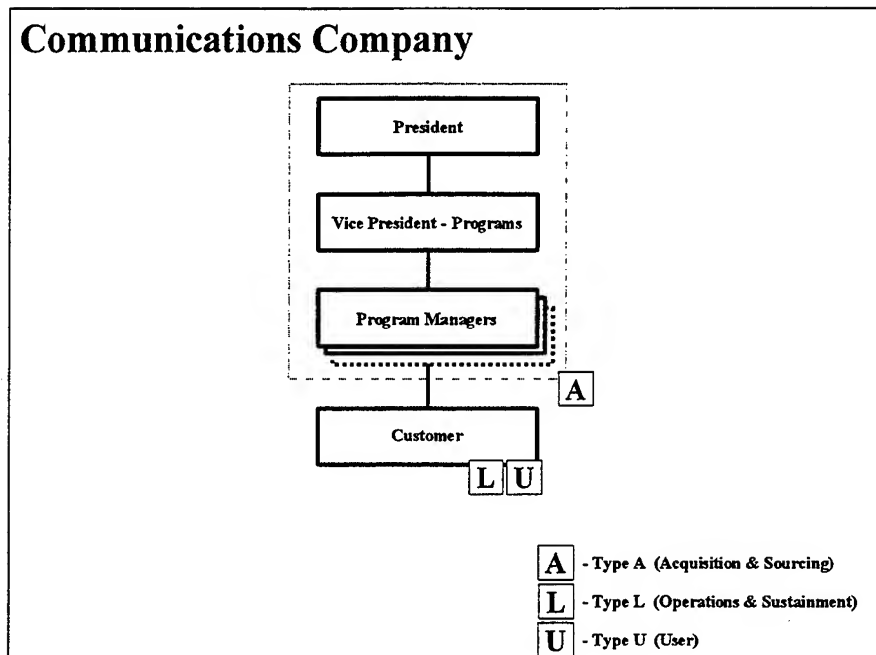 Communications Company
President
Vice President - Programs
Program Managers
A
Customer
L U
A - Type A (Acquisition & Sourcing)
L - Type L (Operations & Sustainment)
U - Type U (User)